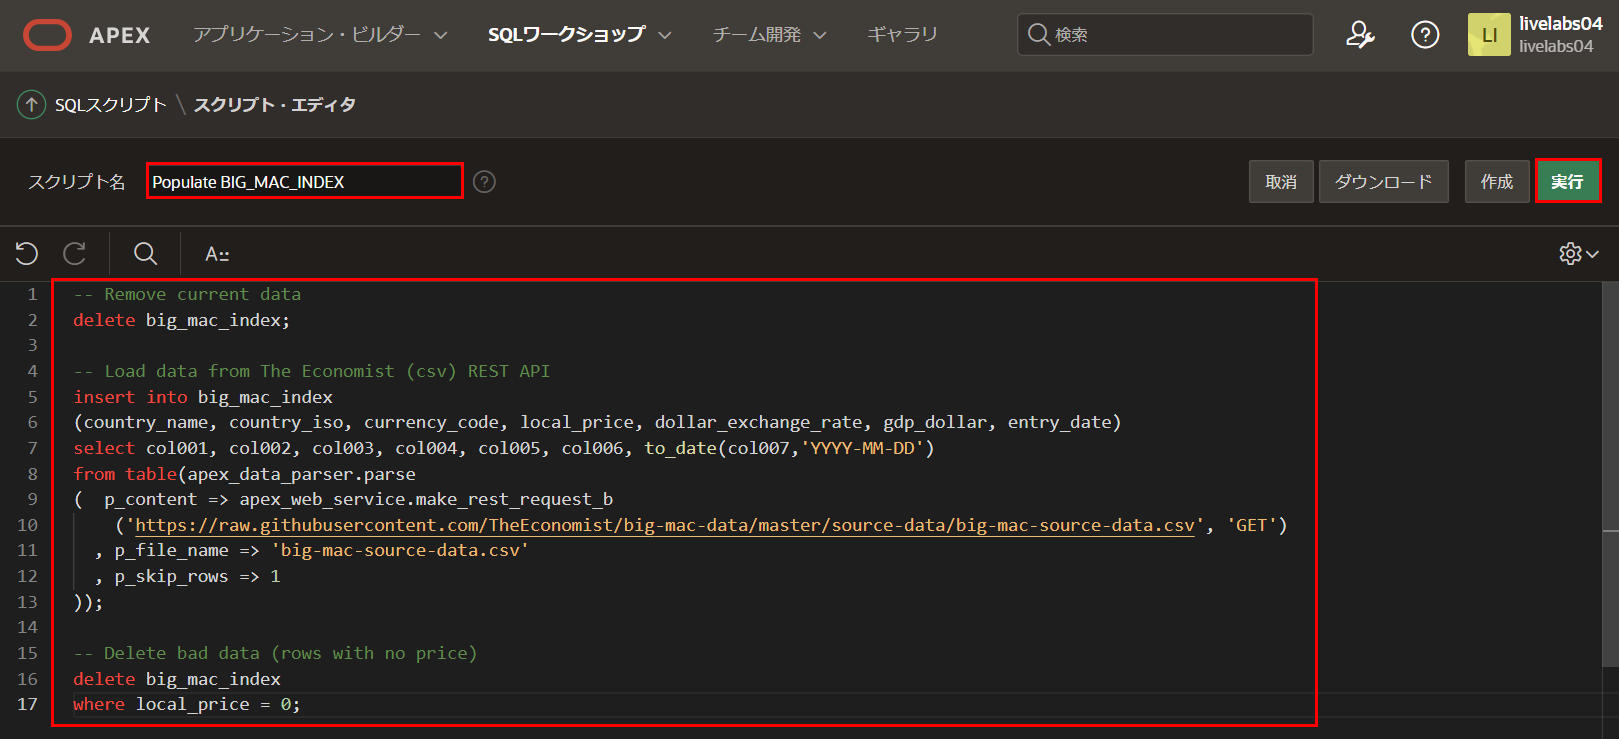 APEX アプリケーション・ビルダー SQLワークショップ チーム開発 ギャラリ 検索 ? LI livelabs04
livelabs04
SQLスクリプト \ スクリプト・エディタ
スクリプト名 Populate BIG_MAC_INDEX ? 取消 ダウンロード 作成 実行
A::
1 -- Remove current data
2 delete big_mac_index;
3
4 -- Load data from The Economist (csv) REST API
5 insert into big_mac_index
6 (country_name, country_iso, currency_code, local_price, dollar_exchange_rate, gdp_dollar, entry_date)
7 select col001, col002, col003, col004, col005, col006, to_date(col007,'YYYY-MM-DD')
8 from table(apex_data_parser.parse
9 (  p_content => apex_web_service.make_rest_request_b
10     ('https://raw.githubusercontent.com/TheEconomist/big-mac-data/master/source-data/big-mac-source-data.csv', 'GET')
11   , p_file_name => 'big-mac-source-data.csv'
12   , p_skip_rows => 1
13 ));
14
15 -- Delete bad data (rows with no price)
16 delete big_mac_index
17 where local_price = 0;